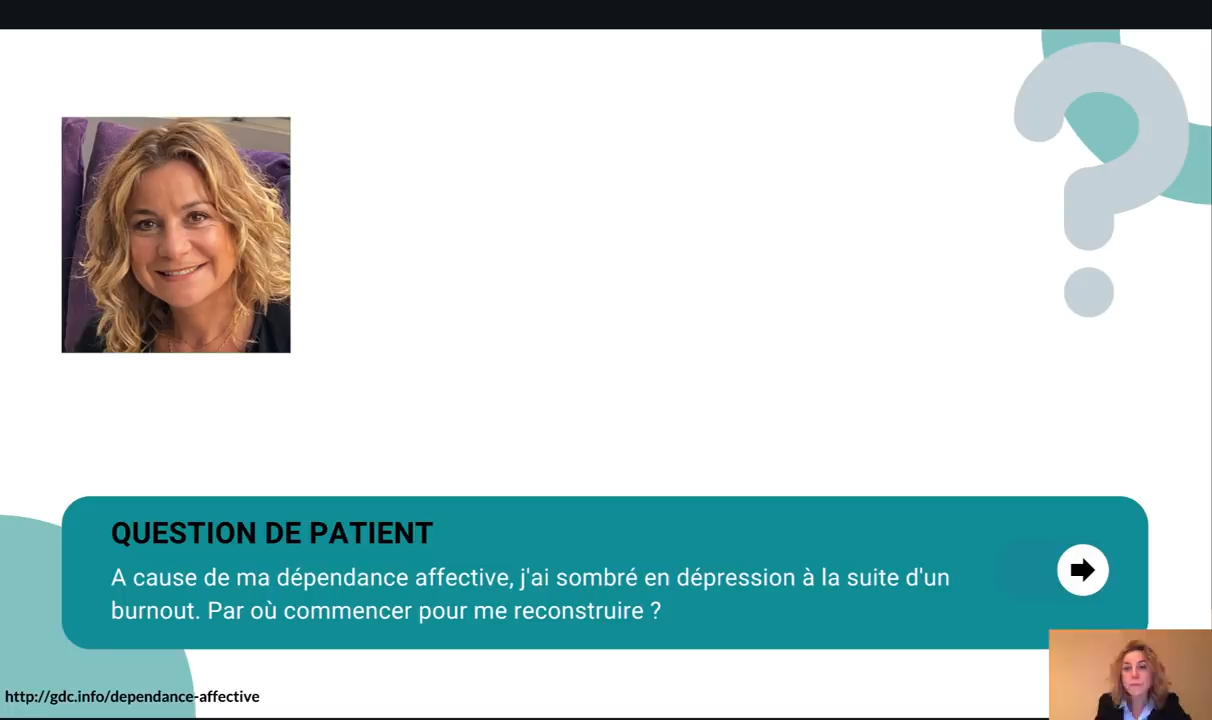 QUESTION DE PATIENT
A cause de ma dépendance affective, j'ai sombré en dépression à la suite d'un
burnout. Par où commencer pour me reconstruire ?
http://gdc.info/dependance-affective